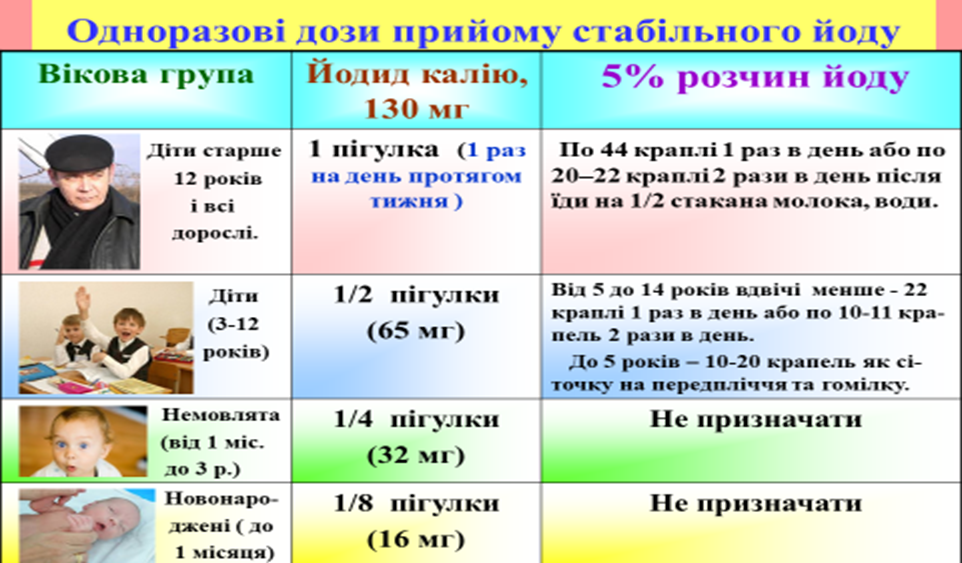 Одноразові дози прийому стабільного йоду
Вікова група
Йодид калію,
130 мг
5% розчин йоду
Діти старше
12 років
і всі
дорослі.
1 пігулка (1 раз
на день протягом
тижня )
По 44 краплі 1 раз в день або по
20–22 краплі 2 рази в день після
їди на 1/2 стакана молока, води.
Діти
(3-12
років)
1/2 пігулки
(65 мг)
Від 5 до 14 років вдвічі менше - 22
краплі 1 раз в день або по 10-11 кра-
пель 2 рази в день.
До 5 років – 10-20 крапель як сі-
точку на передпліччя та гомілку.
Немовлята
(від 1 міс.
до 3 р.)
1/4 пігулки
(32 мг)
Не призначати
Новонаро-
джені ( до
1 місяця)
1/8 пігулки
(16 мг)
Не призначати